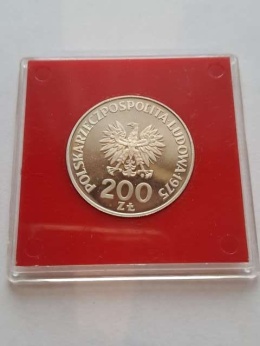 POLSKA RZECZPOSPOLITA LUDOWA·1975
200
ZŁ